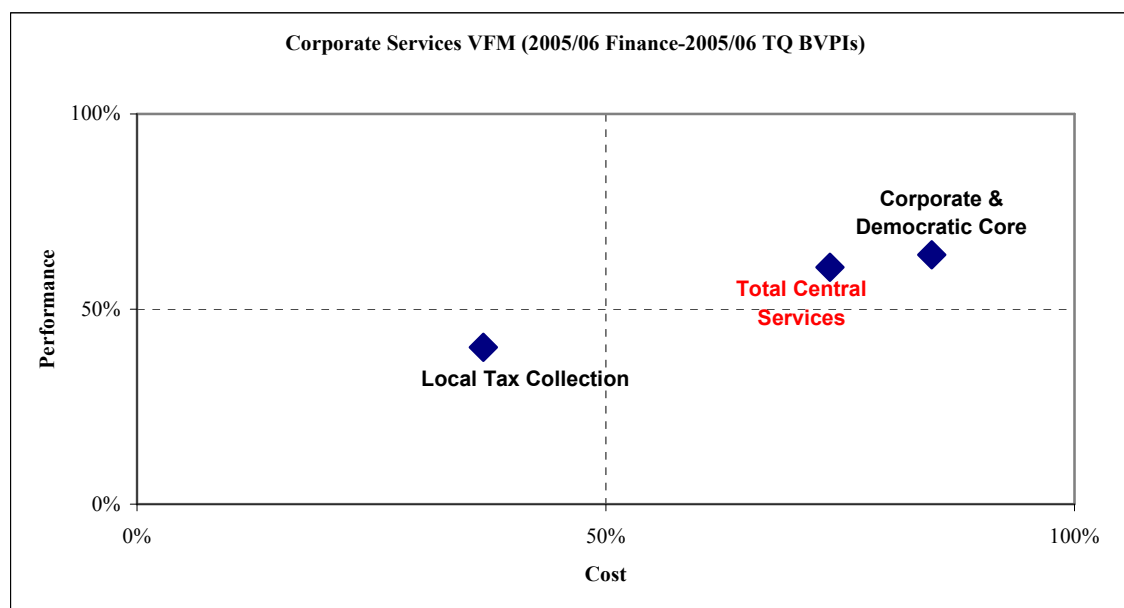 Corporate Services VFM (2005/06 Finance-2005/06 TQ BVPIs)
100%
Corporate &
Democratic Core
Total Central
Services
50%
Performance
Local Tax Collection
0%
0%
50%
100%
Cost